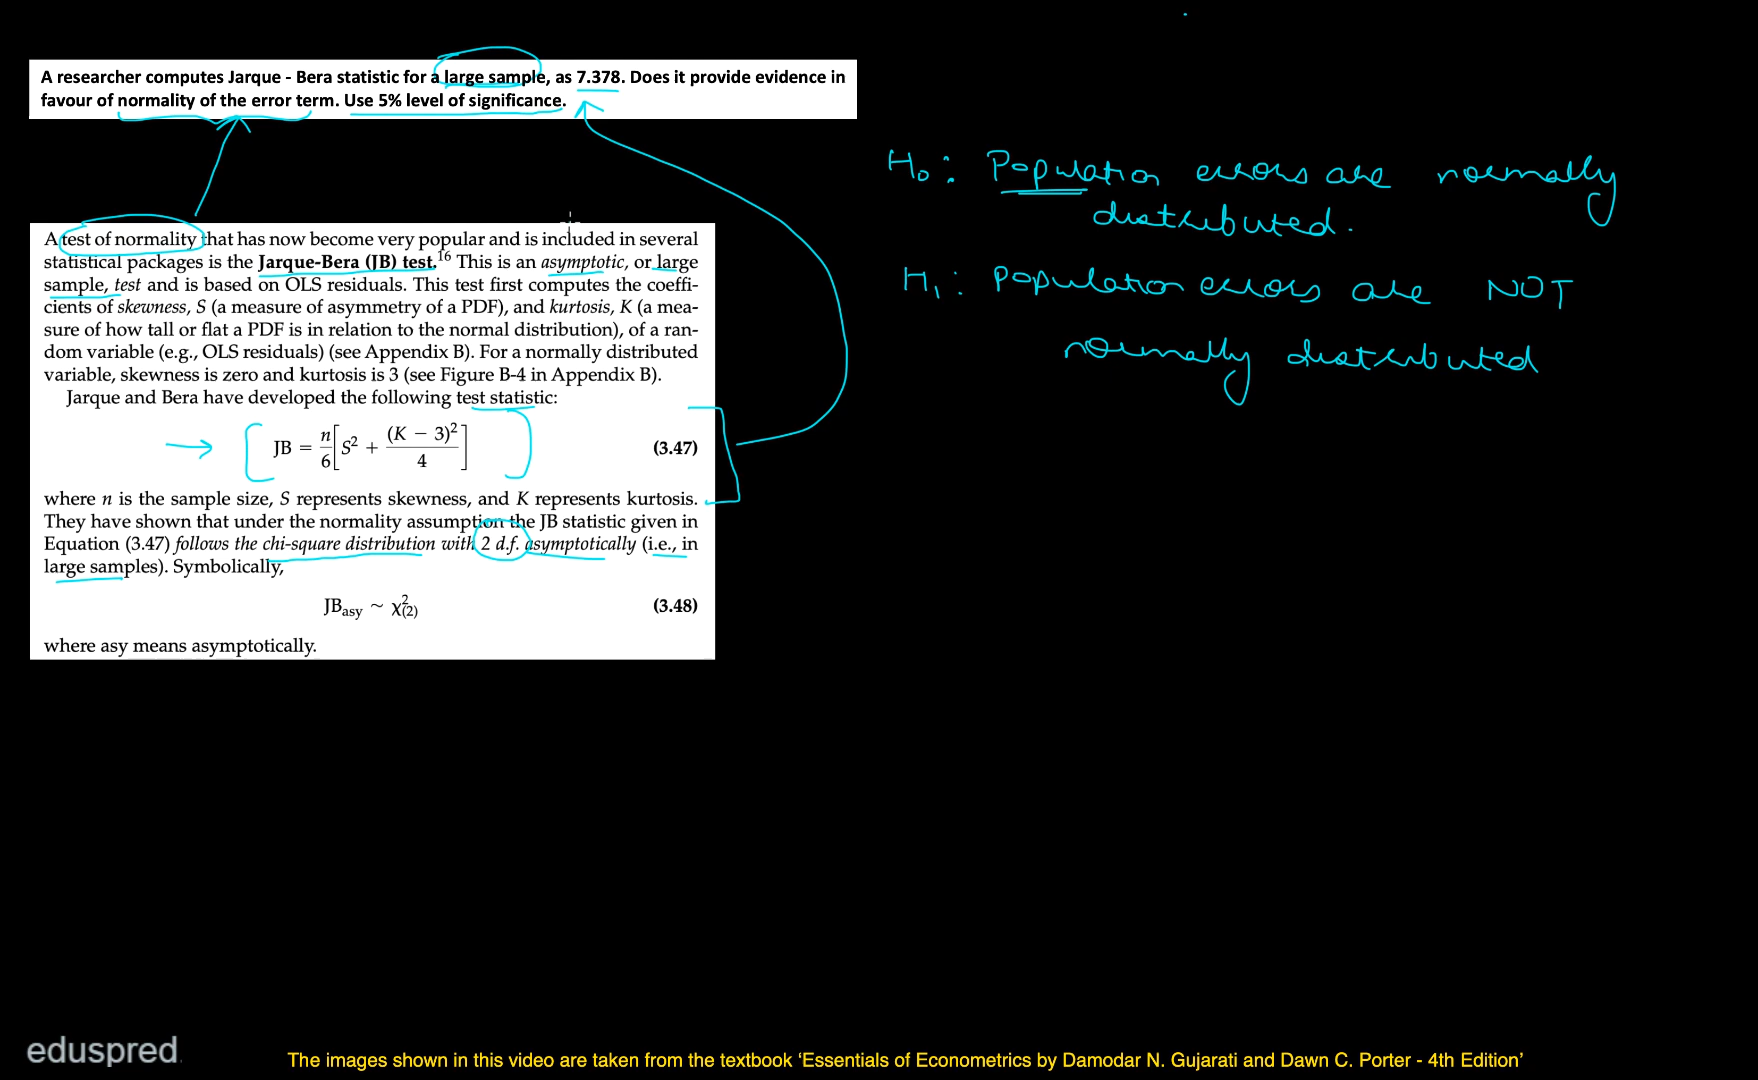 A researcher computes Jarque - Bera statistic for a large sample, as 7.378. Does it provide evidence in
favour of normality of the error term. Use 5% level of significance.
H₀ : Population errors are normally
distributed.
H₁ : Population errors are NOT
normally distributed
A test of normality that has now become very popular and is included in several
statistical packages is the Jarque-Bera (JB) test.¹⁶ This is an asymptotic, or large
sample, test and is based on OLS residuals. This test first computes the coeffi-
cients of skewness, S (a measure of asymmetry of a PDF), and kurtosis, K (a mea-
sure of how tall or flat a PDF is in relation to the normal distribution), of a ran-
dom variable (e.g., OLS residuals) (see Appendix B). For a normally distributed
variable, skewness is zero and kurtosis is 3 (see Figure B-4 in Appendix B).
Jarque and Bera have developed the following test statistic:
JB = n/6 [S² + (K − 3)²/4] (3.47)
where n is the sample size, S represents skewness, and K represents kurtosis.
They have shown that under the normality assumption the JB statistic given in
Equation (3.47) follows the chi-square distribution with 2 d.f. asymptotically (i.e., in
large samples). Symbolically,
JBasy ~ χ²(2) (3.48)
where asy means asymptotically.
eduspred
The images shown in this video are taken from the textbook ‘Essentials of Econometrics by Damodar N. Gujarati and Dawn C. Porter - 4th Edition’